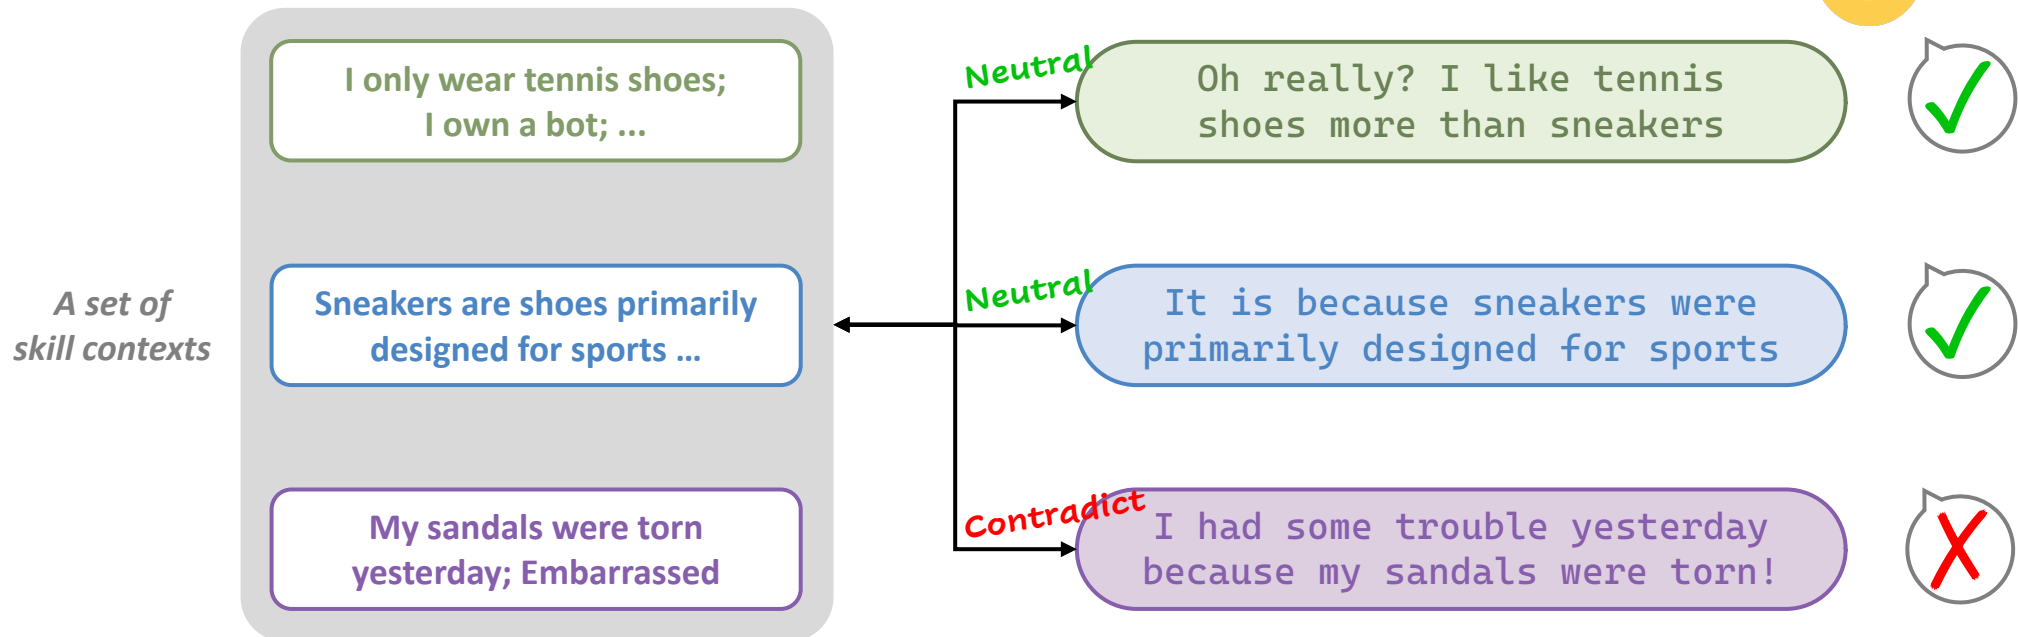 A set of
skill contexts
I only wear tennis shoes;
I own a bot; ...
Sneakers are shoes primarily
designed for sports ...
My sandals were torn
yesterday; Embarrassed
Neutral
Oh really? I like tennis
shoes more than sneakers
Neutral
It is because sneakers were
primarily designed for sports
Contradict
I had some trouble yesterday
because my sandals were torn!